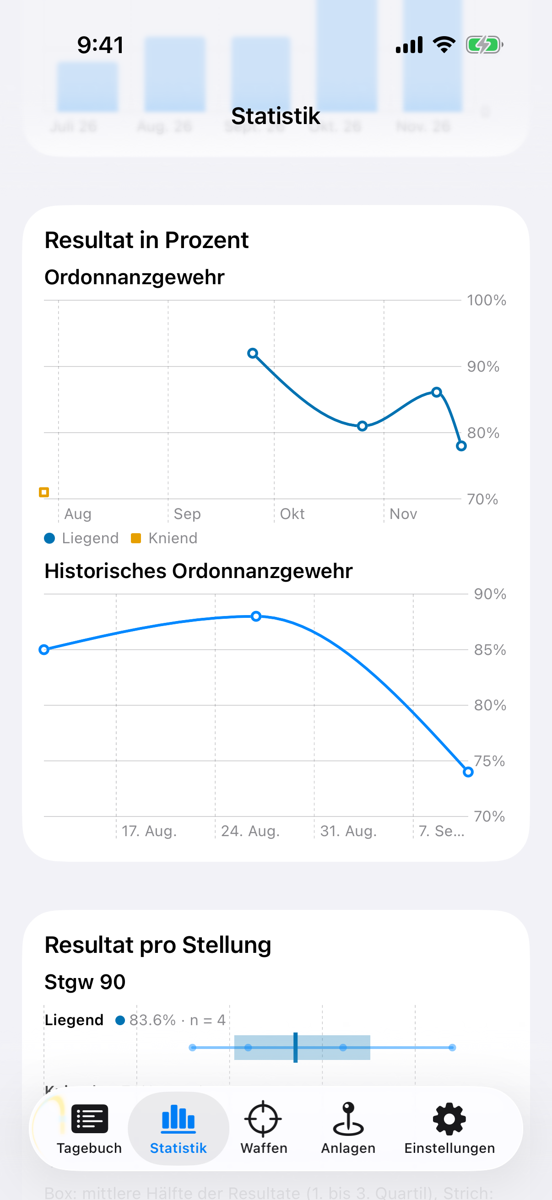 9:41
Statistik
Juli 26 Aug. 26 Sept. 26 Okt. 26 Nov. 26 0
Resultat in Prozent
Ordonnanzgewehr
100%
90%
80%
70%
Aug Sep Okt Nov
Liegend Kniend
Historisches Ordonnanzgewehr
90%
85%
80%
75%
70%
17. Aug. 24. Aug. 31. Aug. 7. Se...
Resultat pro Stellung
Stgw 90
Liegend 83.6% · n = 4
Tagebuch Statistik Waffen Anlagen Einstellungen
Box: mittlere Hälfte der Resultate (1. bis 3. Quartil), Strich: